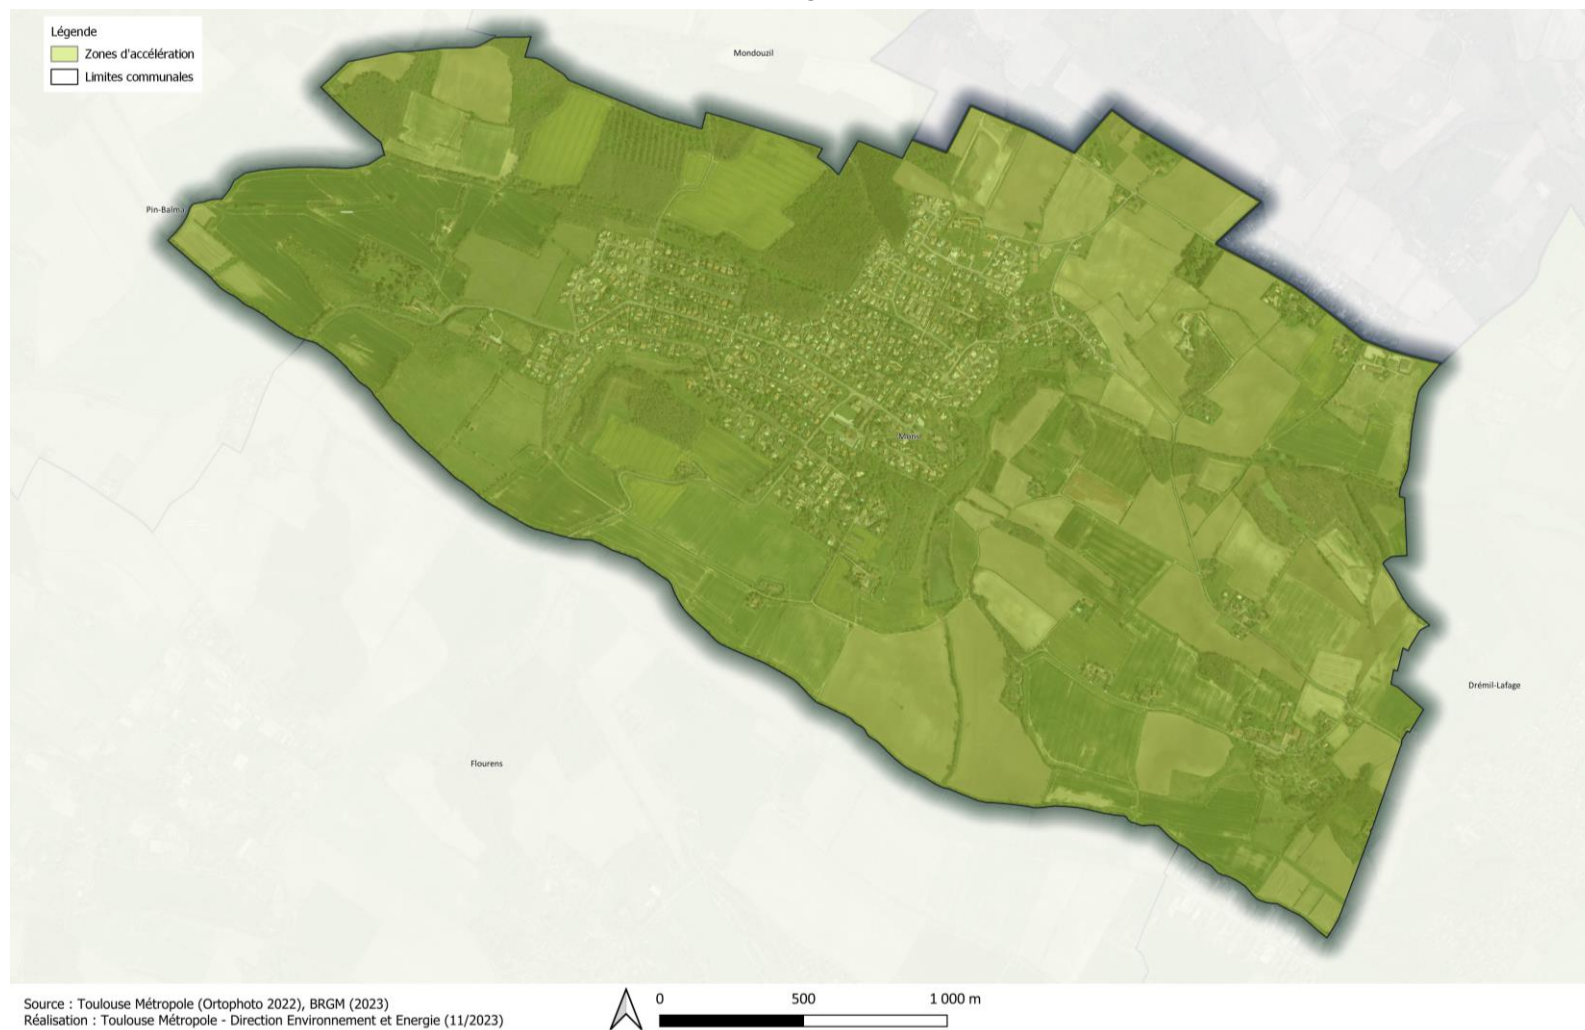 Légende
Zones d'accélération
Limites communales
Mondouzil
Pin-Balma
Drémil-Lafage
Flourens
Source : Toulouse Métropole (Ortophoto 2022), BRGM (2023)
Réalisation : Toulouse Métropole - Direction Environnement et Energie (11/2023)
0 500 1 000 m